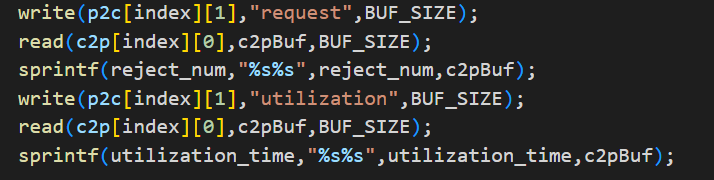 write(p2c[index][1],"request",BUF_SIZE);
read(c2p[index][0],c2pBuf,BUF_SIZE);
sprintf(reject_num,"%s%s",reject_num,c2pBuf);
write(p2c[index][1],"utilization",BUF_SIZE);
read(c2p[index][0],c2pBuf,BUF_SIZE);
sprintf(utilization_time,"%s%s",utilization_time,c2pBuf);